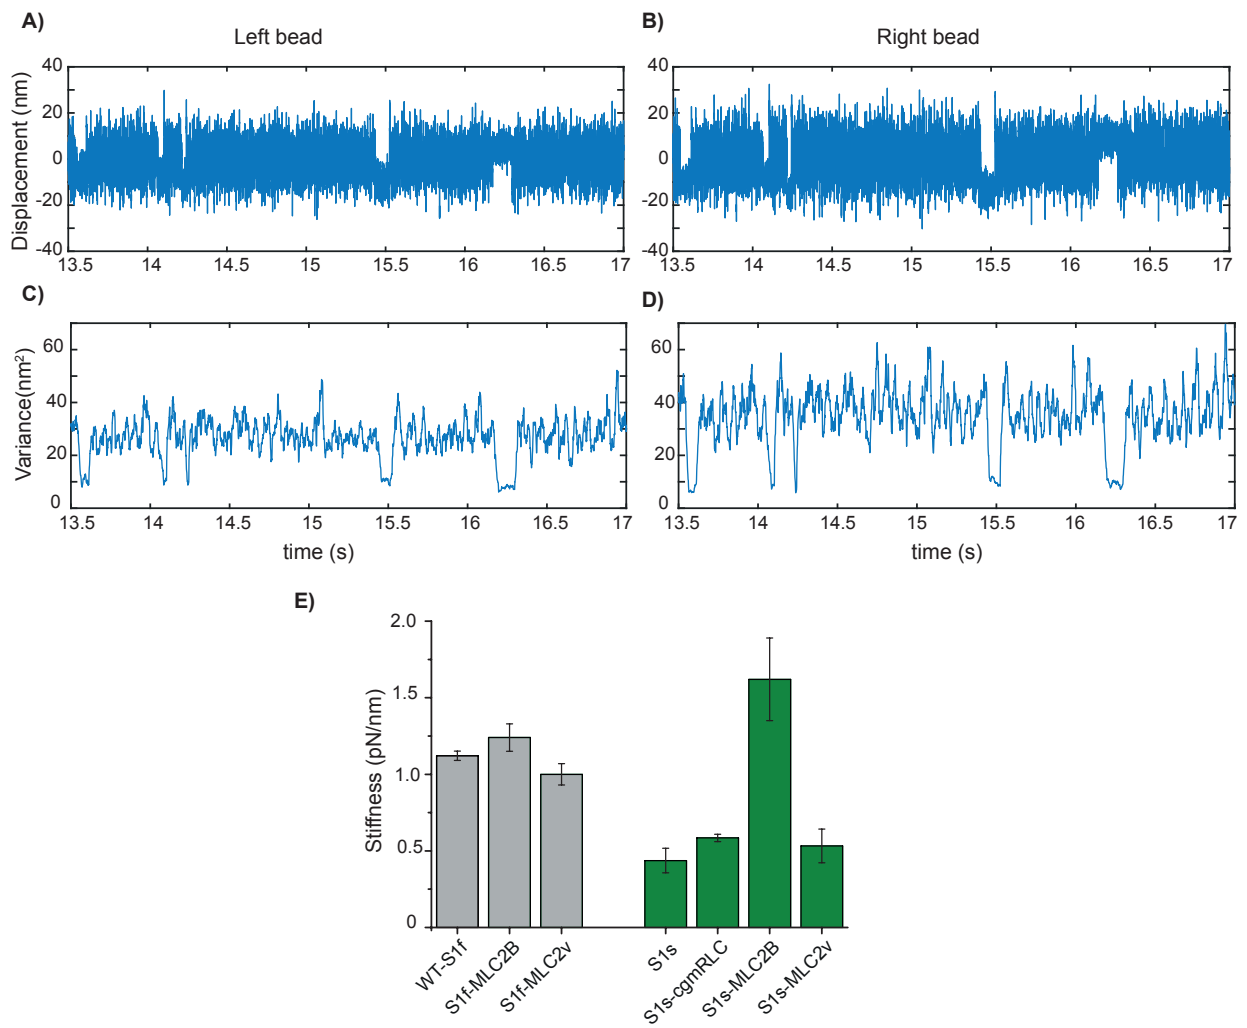 A)
Left bead
B)
Right bead
Displacement (nm)
40
20
0
-20
-40
13.5 14 14.5 15 15.5 16 16.5 17
40
20
0
-20
-40
13.5 14 14.5 15 15.5 16 16.5 17
C)
D)
Variance(nm²)
60
40
20
0
13.5 14 14.5 15 15.5 16 16.5 17
time (s)
60
40
20
0
13.5 14 14.5 15 15.5 16 16.5 17
time (s)
E)
Stiffness (pN/nm)
2.0
1.5
1.0
0.5
0
WT-S1f
S1f-MLC2B
S1f-MLC2v
S1s
S1s-cgmRLC
S1s-MLC2B
S1s-MLC2v